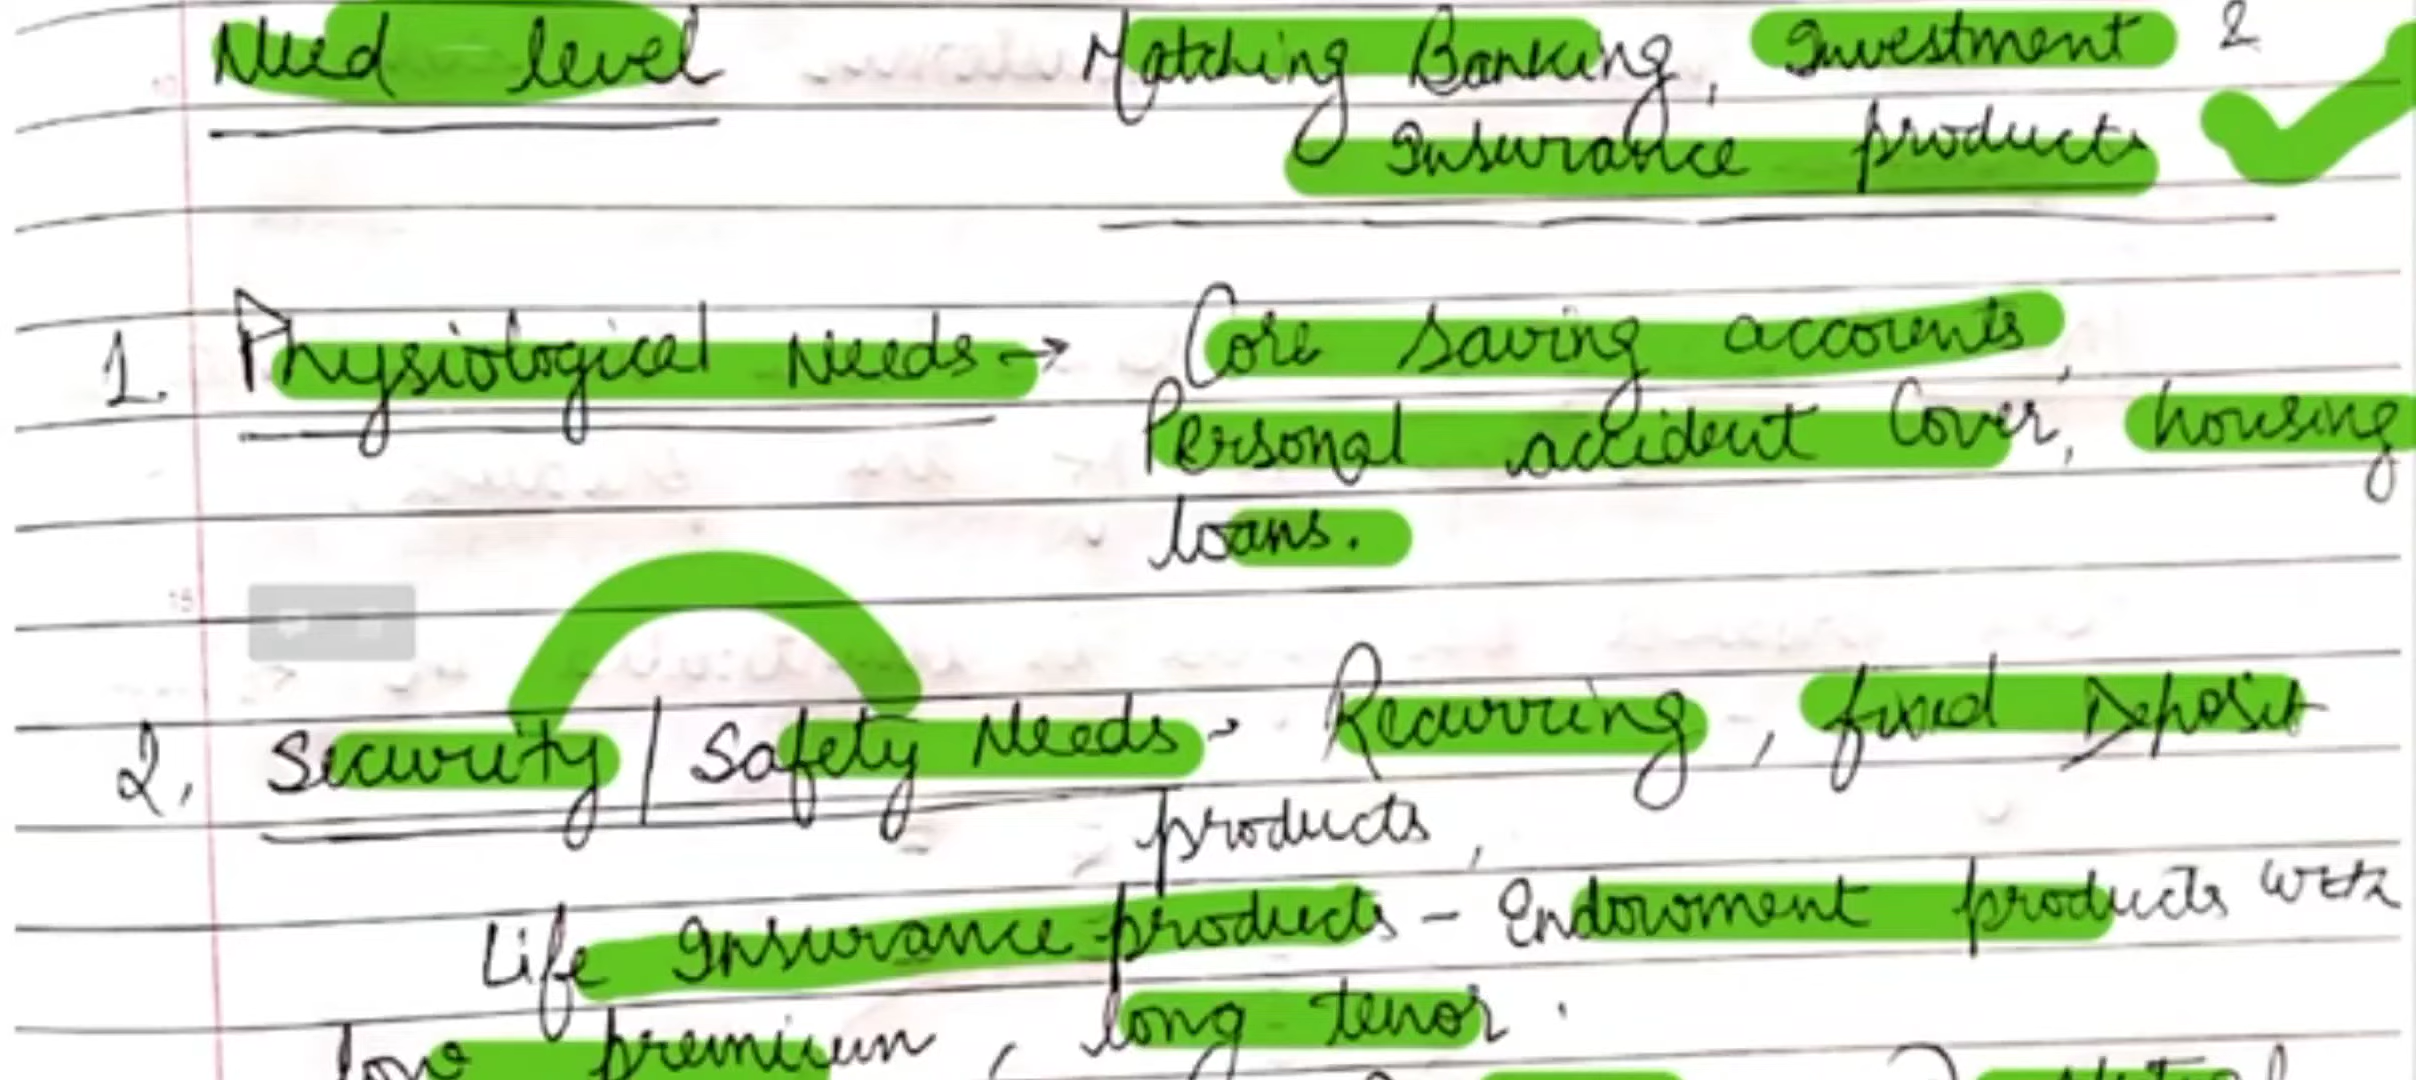 Need level Matching Banking, Investment &
Insurance products
1. Physiological Needs → Core saving accounts,
Personal accident Cover, housing
loans.
2. Security / Safety Needs - Recurring, fixed Deposit
products,
Life Insurance products - Endowment products with
low premium, long tenor.